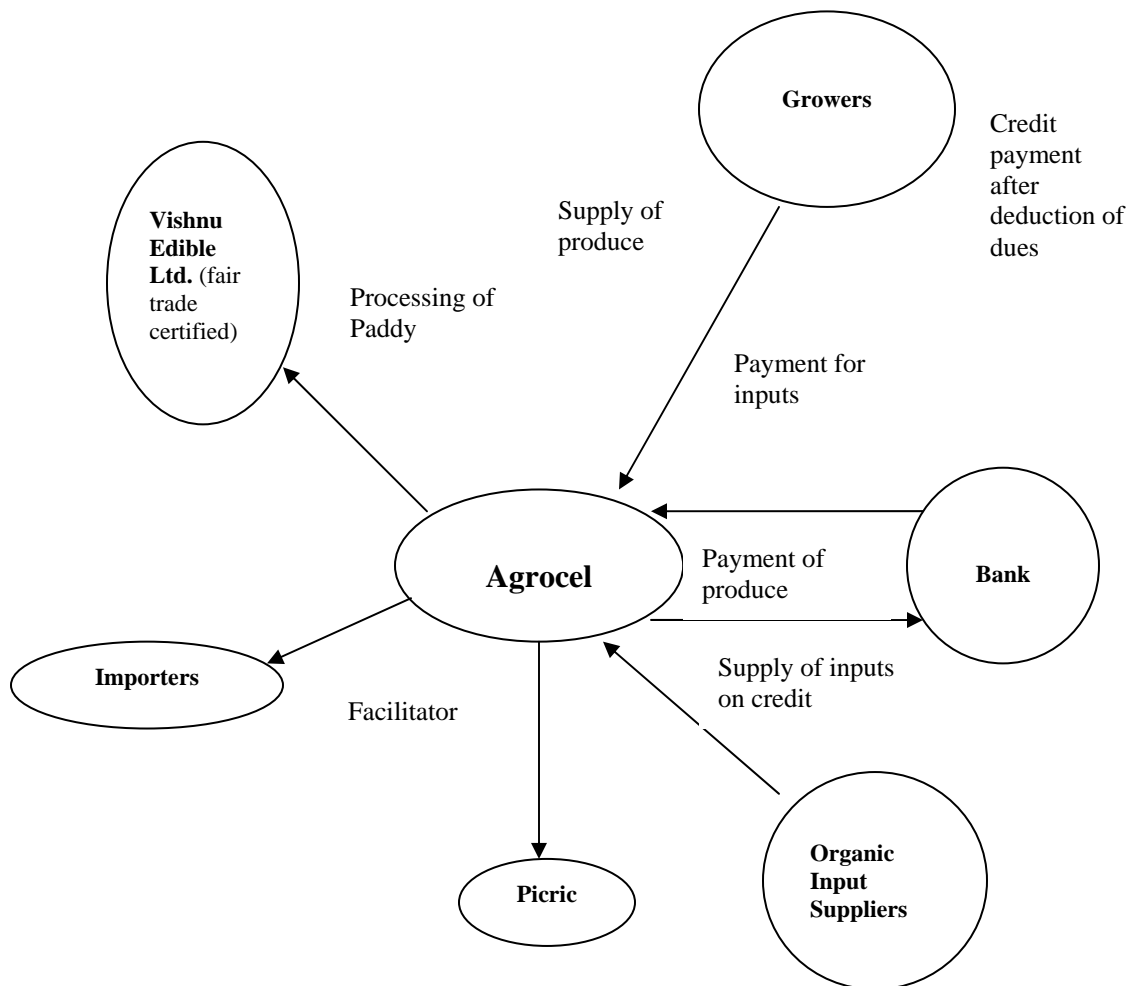 Growers
Credit
payment
after
deduction of
dues
Supply of
produce
Vishnu
Edible
Ltd. (fair
trade
certified)
Processing of
Paddy
Payment for
inputs
Agrocel
Payment of
produce
Bank
Supply of inputs
on credit
Importers
Facilitator
Organic
Input
Suppliers
Picric